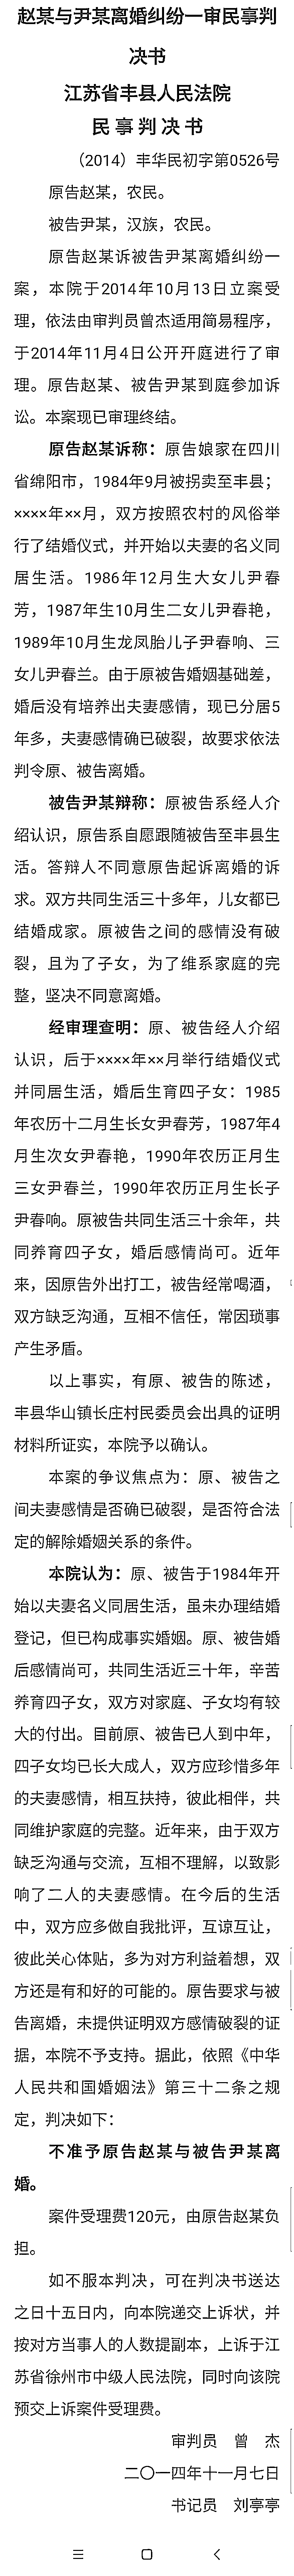 赵某与尹某离婚纠纷一审民事判
决书
江苏省丰县人民法院
民事判决书
（2014）丰华民初字第0526号
原告赵某，农民。
被告尹某，汉族，农民。
原告赵某诉被告尹某离婚纠纷一
案，本院于2014年10月13日立案受
理，依法由审判员曾杰适用简易程序，
于2014年11月4日公开开庭进行了审
理。原告赵某、被告尹某到庭参加诉
讼。本案现已审理终结。
原告赵某诉称：原告娘家在四川
省绵阳市，1984年9月被拐卖至丰县；
××××年××月，双方按照农村的风俗举
行了结婚仪式，并开始以夫妻的名义同
居生活。1986年12月生大女儿尹春
芳，1987年生10月生二女儿尹春艳，
1989年10月生龙凤胎儿子尹春响、三
女儿尹春兰。由于原被告婚姻基础差，
婚后没有培养出夫妻感情，现已分居5
年多，夫妻感情确已破裂，故要求依法
判令原、被告离婚。
被告尹某辩称：原被告系经人介
绍认识，原告系自愿跟随被告至丰县生
活。答辩人不同意原告起诉离婚的诉
求。双方共同生活三十多年，儿女都已
结婚成家。原被告之间的感情没有破
裂，且为了子女，为了维系家庭的完
整，坚决不同意离婚。
经审理查明：原、被告经人介绍
认识，后于××××年××月举行结婚仪式
并同居生活，婚后生育四子女：1985
年农历十二月生长女尹春芳，1987年4
月生次女尹春艳，1990年农历正月生
三女尹春兰，1990年农历正月生长子
尹春响。原被告共同生活三十余年，共
同养育四子女，婚后感情尚可。近年
来，因原告外出打工，被告经常喝酒，
双方缺乏沟通，互相不信任，常因琐事
产生矛盾。
以上事实，有原、被告的陈述，
丰县华山镇长庄村民委员会出具的证明
材料所证实，本院予以确认。
本案的争议焦点为：原、被告之
间夫妻感情是否确已破裂，是否符合法
定的解除婚姻关系的条件。
本院认为：原、被告于1984年开
始以夫妻名义同居生活，虽未办理结婚
登记，但已构成事实婚姻。原、被告婚
后感情尚可，共同生活近三十年，辛苦
养育四子女，双方对家庭、子女均有较
大的付出。目前原、被告已人到中年，
四子女均已长大成人，双方应珍惜多年
的夫妻感情，相互扶持，彼此相伴，共
同维护家庭的完整。近年来，由于双方
缺乏沟通与交流，互相不理解，以致影
响了二人的夫妻感情。在今后的生活
中，双方应多做自我批评，互谅互让，
彼此关心体贴，多为对方利益着想，双
方还是有和好的可能的。原告要求与被
告离婚，未提供证明双方感情破裂的证
据，本院不予支持。据此，依照《中华
人民共和国婚姻法》第三十二条之规
定，判决如下：
不准予原告赵某与被告尹某离
婚。
案件受理费120元，由原告赵某负
担。
如不服本判决，可在判决书送达
之日十五日内，向本院递交上诉状，并
按对方当事人的人数提副本，上诉于江
苏省徐州市中级人民法院，同时向该院
预交上诉案件受理费。
审判员 曾 杰
二〇一四年十一月七日
书记员 刘亭亭